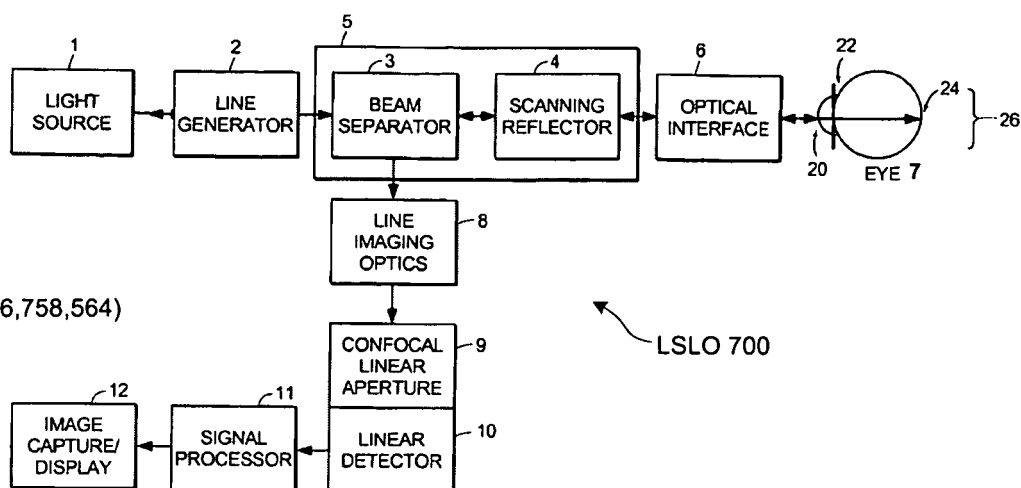 1
LIGHT
SOURCE
2
LINE
GENERATOR
5
3
BEAM
SEPARATOR
4
SCANNING
REFLECTOR
6
OPTICAL
INTERFACE
22
24
26
20
EYE 7
LINE
IMAGING
OPTICS
8
6,758,564)
CONFOCAL
LINEAR
APERTURE
9
LSLO 700
12
IMAGE
CAPTURE/
DISPLAY
11
SIGNAL
PROCESSOR
LINEAR
DETECTOR
10